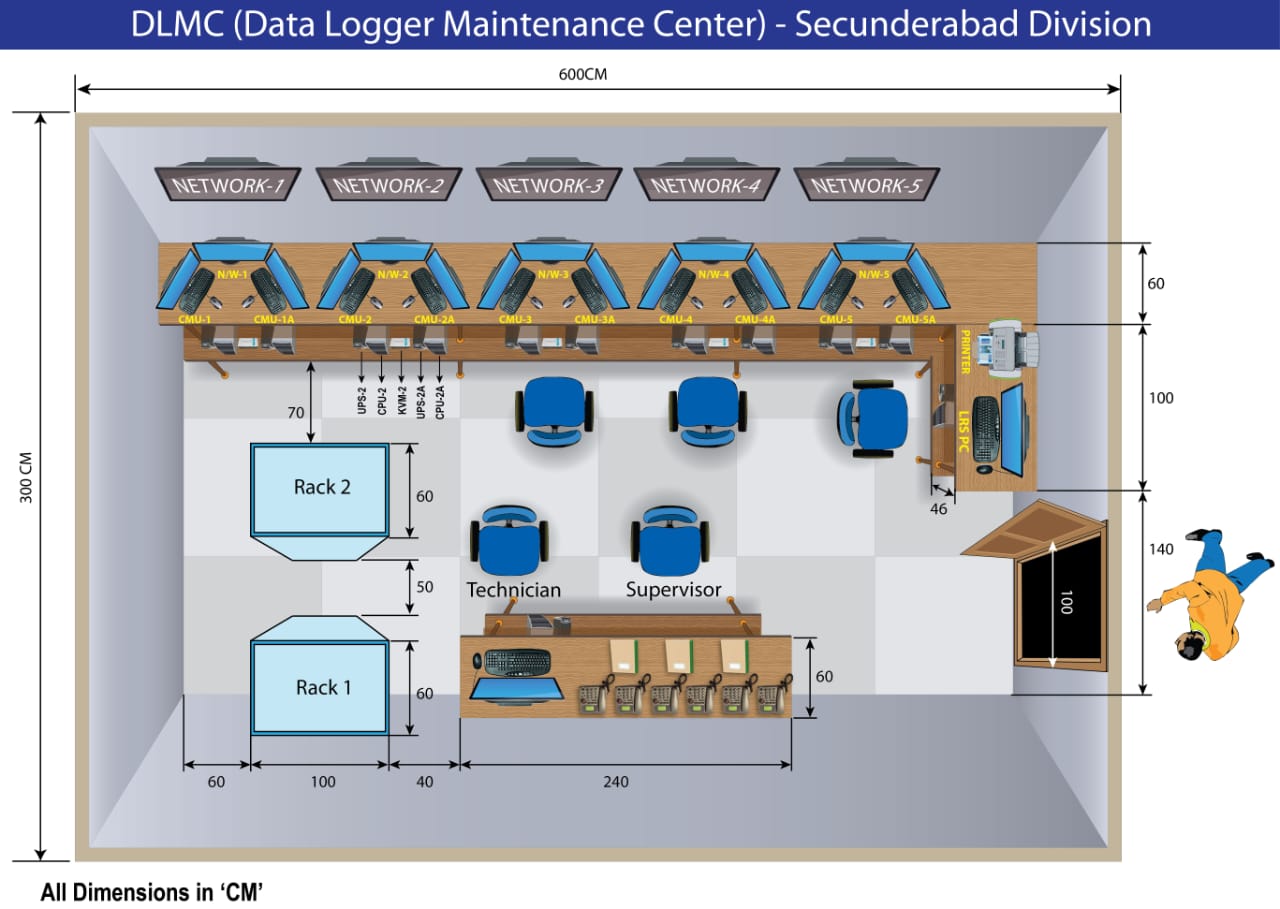 DLMC (Data Logger Maintenance Center) - Secunderabad Division
600CM
300 CM
NETWORK-1 NETWORK-2 NETWORK-3 NETWORK-4 NETWORK-5
N/W-1 N/W-2 N/W-3 N/W-4 N/W-5
CMU-1 CMU-1A CMU-2 CMU-2A CMU-3 CMU-3A CMU-4 CMU-4A CMU-5 CMU-5A
60
PRINTER
LRS PC
100
UPS-2
CPU-2
KVM-2
UPS-2A
CPU-2A
70
Rack 2
60
46
140
100
50
Technician Supervisor
Rack 1
60
60
60 100 40 240
All Dimensions in ‘CM’